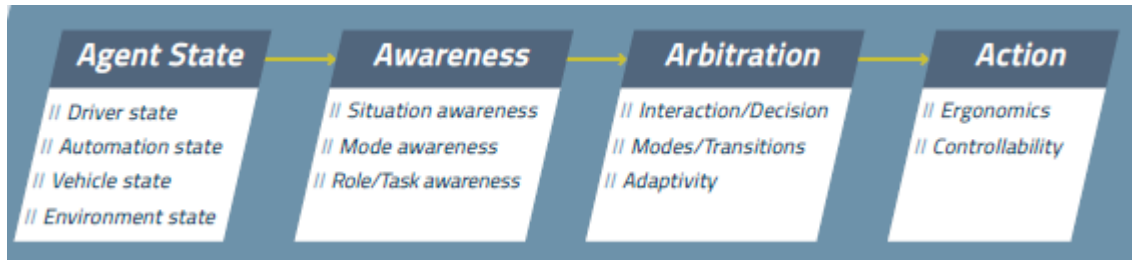 Agent State
// Driver state
// Automation state
// Vehicle state
// Environment state
Awareness
// Situation awareness
// Mode awareness
// Role/Task awareness
Arbitration
// Interaction/Decision
// Modes/Transitions
// Adaptivity
Action
// Ergonomics
// Controllability